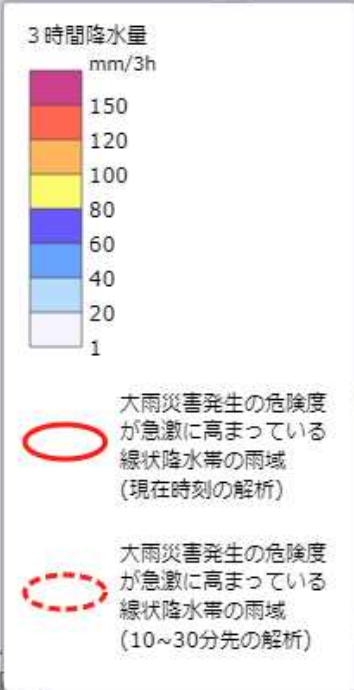 ３時間降水量
mm/3h
150
120
100
80
60
40
20
1
大雨災害発生の危険度
が急激に高まっている
線状降水帯の雨域
(現在時刻の解析)
大雨災害発生の危険度
が急激に高まっている
線状降水帯の雨域
(10~30分先の解析)